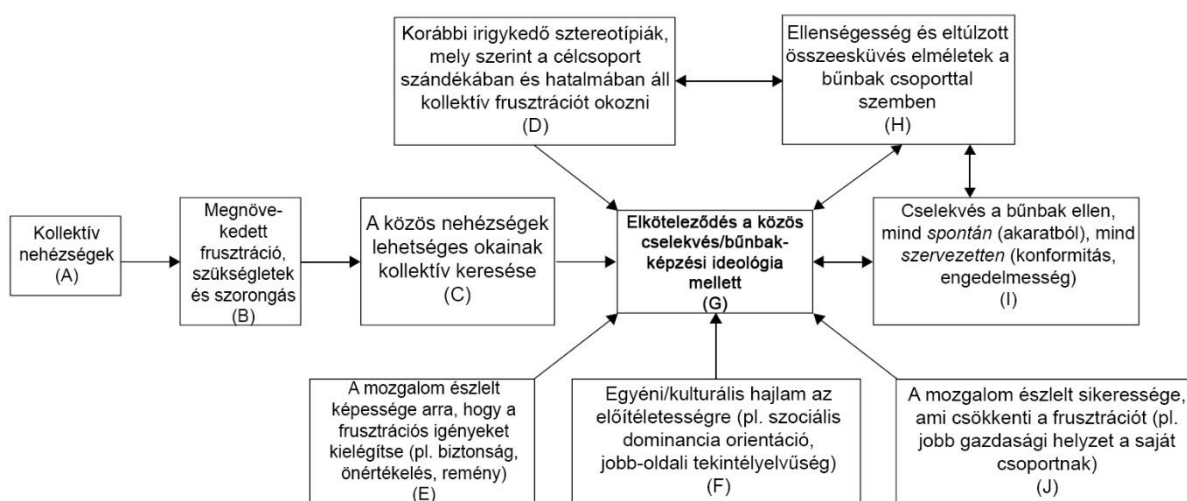 Korábbi irigykedő sztereotípiák,
mely szerint a célcsoport
szándékában és hatalmában áll
kollektív frusztrációt okozni
(D)
Ellenségesség és eltúlzott
összeesküvés elméletek a
bűnbak csoporttal
szemben
(H)
Kollektív
nehézségek
(A)
Megnöve-
kedett
frusztráció,
szükségletek
és szorongás
(B)
A közös nehézségek
lehetséges okainak
kollektív keresése
(C)
Elköteleződés a közös
cselekvés/bűnbak-
képzési ideológia
mellett
(G)
Cselekvés a bűnbak ellen,
mind spontán (akaratból), mind
szervezetten (konformitás,
engedelmesség)
(I)
A mozgalom észlelt
képessége arra, hogy a
frusztrációs igényeket
kielégítse (pl. biztonság,
önértékelés, remény)
(E)
Egyéni/kulturális hajlam az
előítéletességre (pl. szociális
dominancia orientáció,
jobb-oldali tekintélyelvűség)
(F)
A mozgalom észlelt sikeressége,
ami csökkenti a frusztrációt (pl.
jobb gazdasági helyzet a saját
csoportnak)
(J)